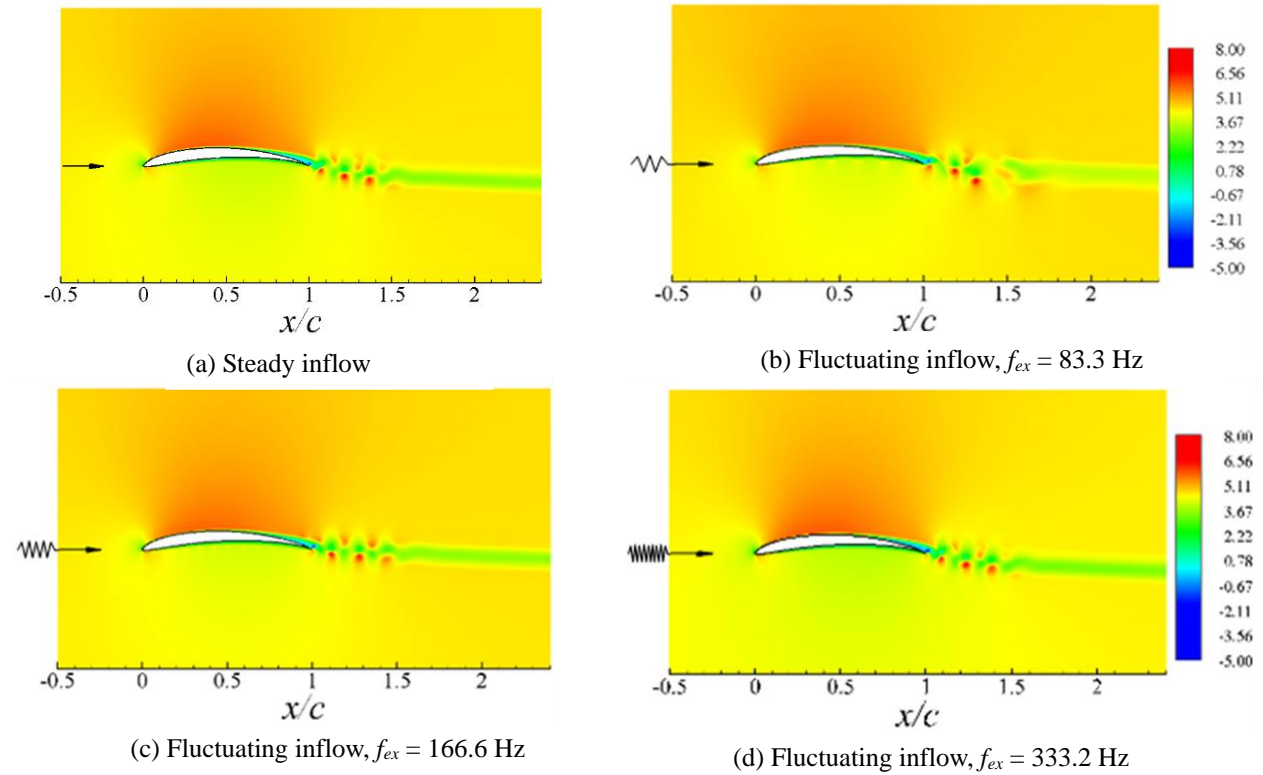 -0.5 0 0.5 1 1.5 2
x/c
(a) Steady inflow
8.00
6.56
5.11
3.67
2.22
0.78
-0.67
-2.11
-3.56
-5.00
-0.5 0 0.5 1 1.5 2
x/c
(b) Fluctuating inflow, fex = 83.3 Hz
-0.5 0 0.5 1 1.5 2
x/c
(c) Fluctuating inflow, fex = 166.6 Hz
8.00
6.56
5.11
3.67
2.22
0.78
-0.67
-2.11
-3.56
-5.00
-0.5 0 0.5 1 1.5 2
x/c
(d) Fluctuating inflow, fex = 333.2 Hz